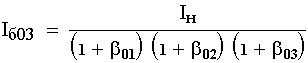 Iб03 = Iн / (1 + β01) (1 + β02) (1 + β03)